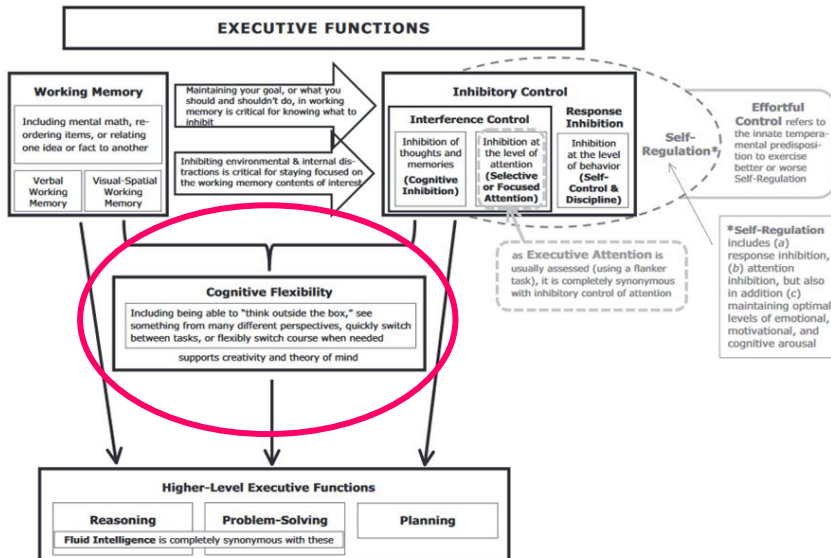 EXECUTIVE FUNCTIONS
Working Memory
Including mental math, re-
ordering items, or relating
one idea or fact to another
Verbal
Working
Memory
Visual-Spatial
Working
Memory
Maintaining your goal, or what you
should and shouldn't do, in working
memory is critical for knowing what to
inhibit
Inhibiting environmental & internal dis-
tractions is critical for staying focused on
the working memory contents of interest
Inhibitory Control
Interference Control
Inhibition of
thoughts and
memories
(Cognitive
Inhibition)
Inhibition at
the level of
attention
(Selective
or Focused
Attention)
Response
Inhibition
Inhibition
at the level
of behavior
(Self-
Control &
Discipline)
Self-
Regulation*
Effortful
Control refers to
the innate tempera-
mental predisposi-
tion to exercise
better or worse
Self-Regulation
*Self-Regulation
includes (a)
response inhibition,
(b) attention
inhibition, but also
in addition (c)
maintaining optimal
levels of emotional,
motivational, and
cognitive arousal
as Executive Attention is
usually assessed (using a flanker
task), it is completely synonymous
with inhibitory control of attention
Cognitive Flexibility
Including being able to "think outside the box," see
something from many different perspectives, quickly switch
between tasks, or flexibly switch course when needed
supports creativity and theory of mind
Higher-Level Executive Functions
Reasoning
Problem-Solving
Planning
Fluid Intelligence is completely synonymous with these